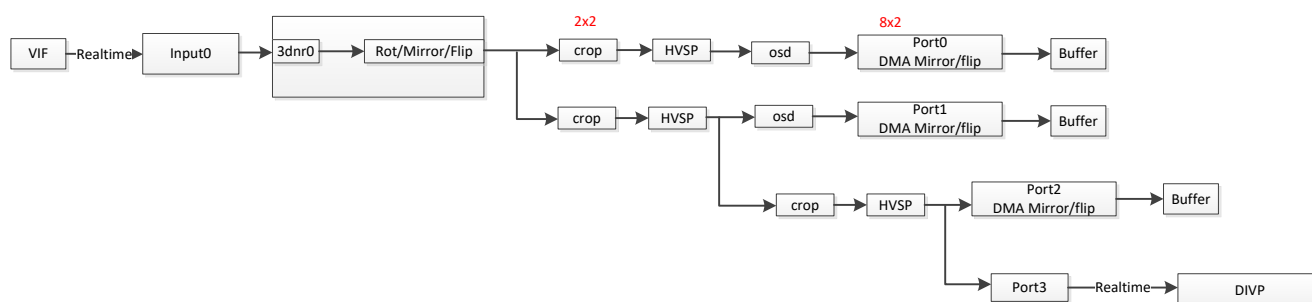 2x2
8x2
VIF
Realtime
Input0
3dnr0
Rot/Mirror/Flip
crop
HVSP
osd
Port0
DMA Mirror/flip
Buffer
crop
HVSP
osd
Port1
DMA Mirror/flip
Buffer
crop
HVSP
Port2
DMA Mirror/flip
Buffer
Port3
Realtime
DIVP